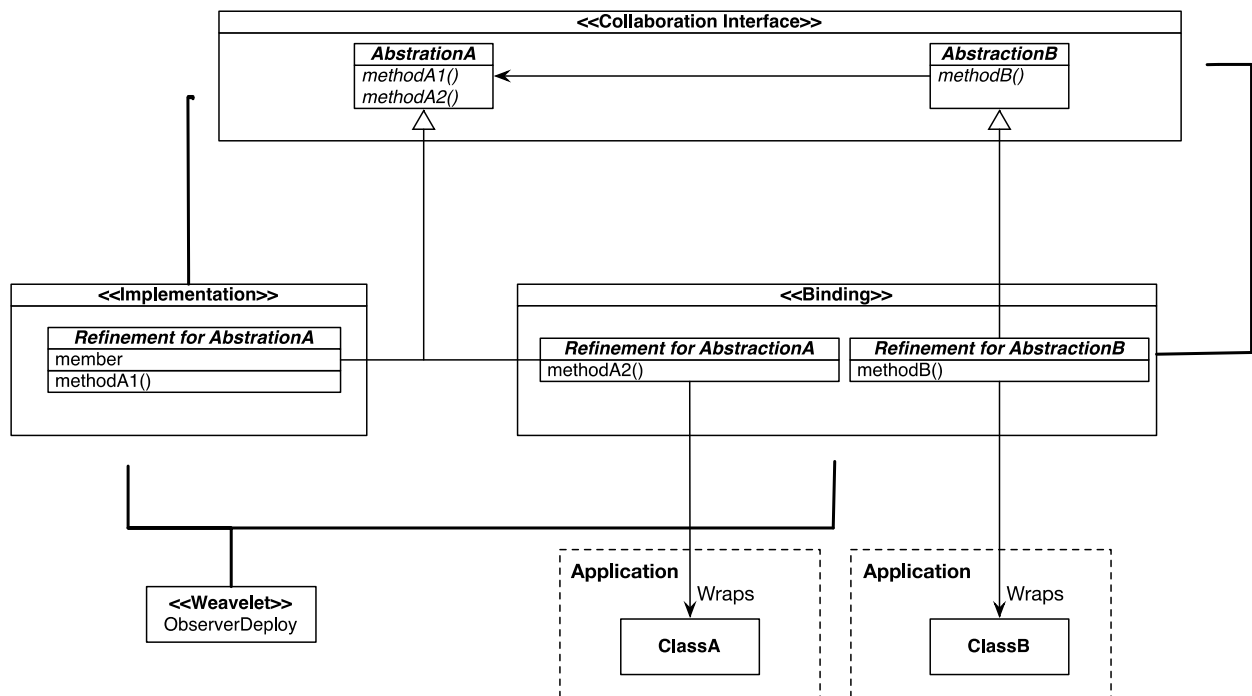 <<Collaboration Interface>>
AbstrationA
methodA1()
methodA2()
AbstractionB
methodB()
<<Implementation>>
Refinement for AbstrationA
member
methodA1()
<<Binding>>
Refinement for AbstractionA
methodA2()
Refinement for AbstractionB
methodB()
<<Weavelet>>
ObserverDeploy
Application
Wraps
ClassA
Application
Wraps
ClassB